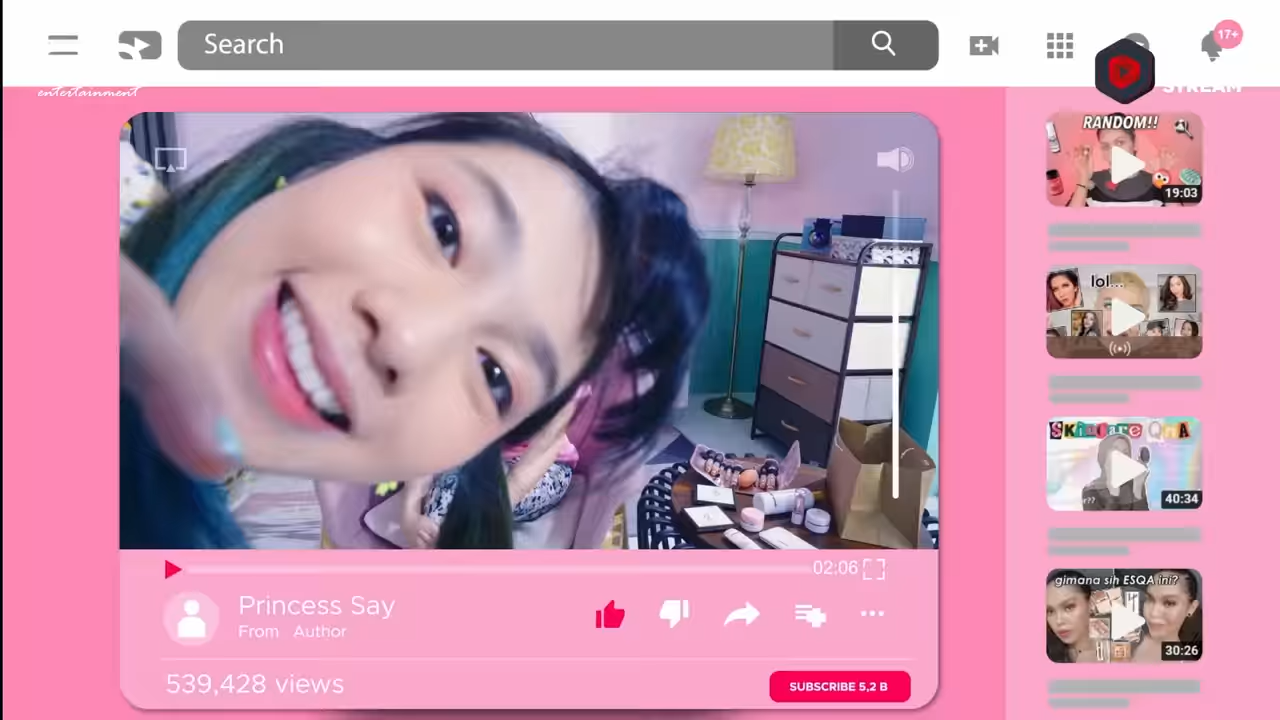 Search
17+
entertainment
STREAM
RANDOM!!
19:03
lol...
SkinCare QnA
r??
40:34
gimana sih ESQA ini?
30:26
02:06
Princess Say
From Author
539,428 views
SUBSCRIBE 5,2 B